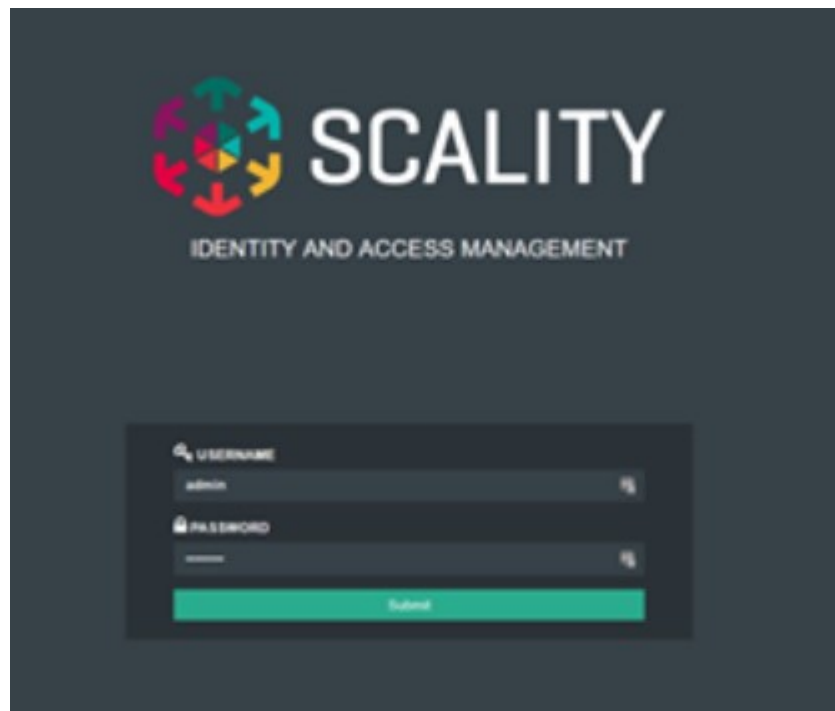 SCALITY
IDENTITY AND ACCESS MANAGEMENT
USERNAME
admin
PASSWORD
Submit